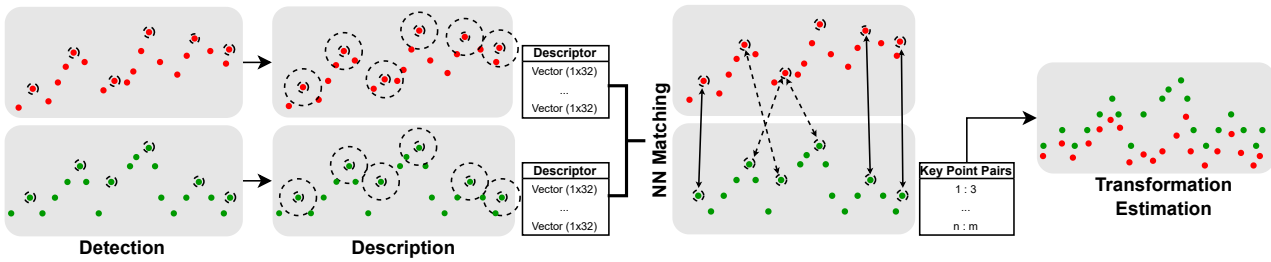 Detection
Description
Descriptor
Vector (1x32)
...
Vector (1x32)
Descriptor
Vector (1x32)
...
Vector (1x32)
NN Matching
Key Point Pairs
1 : 3
...
n : m
Transformation
Estimation